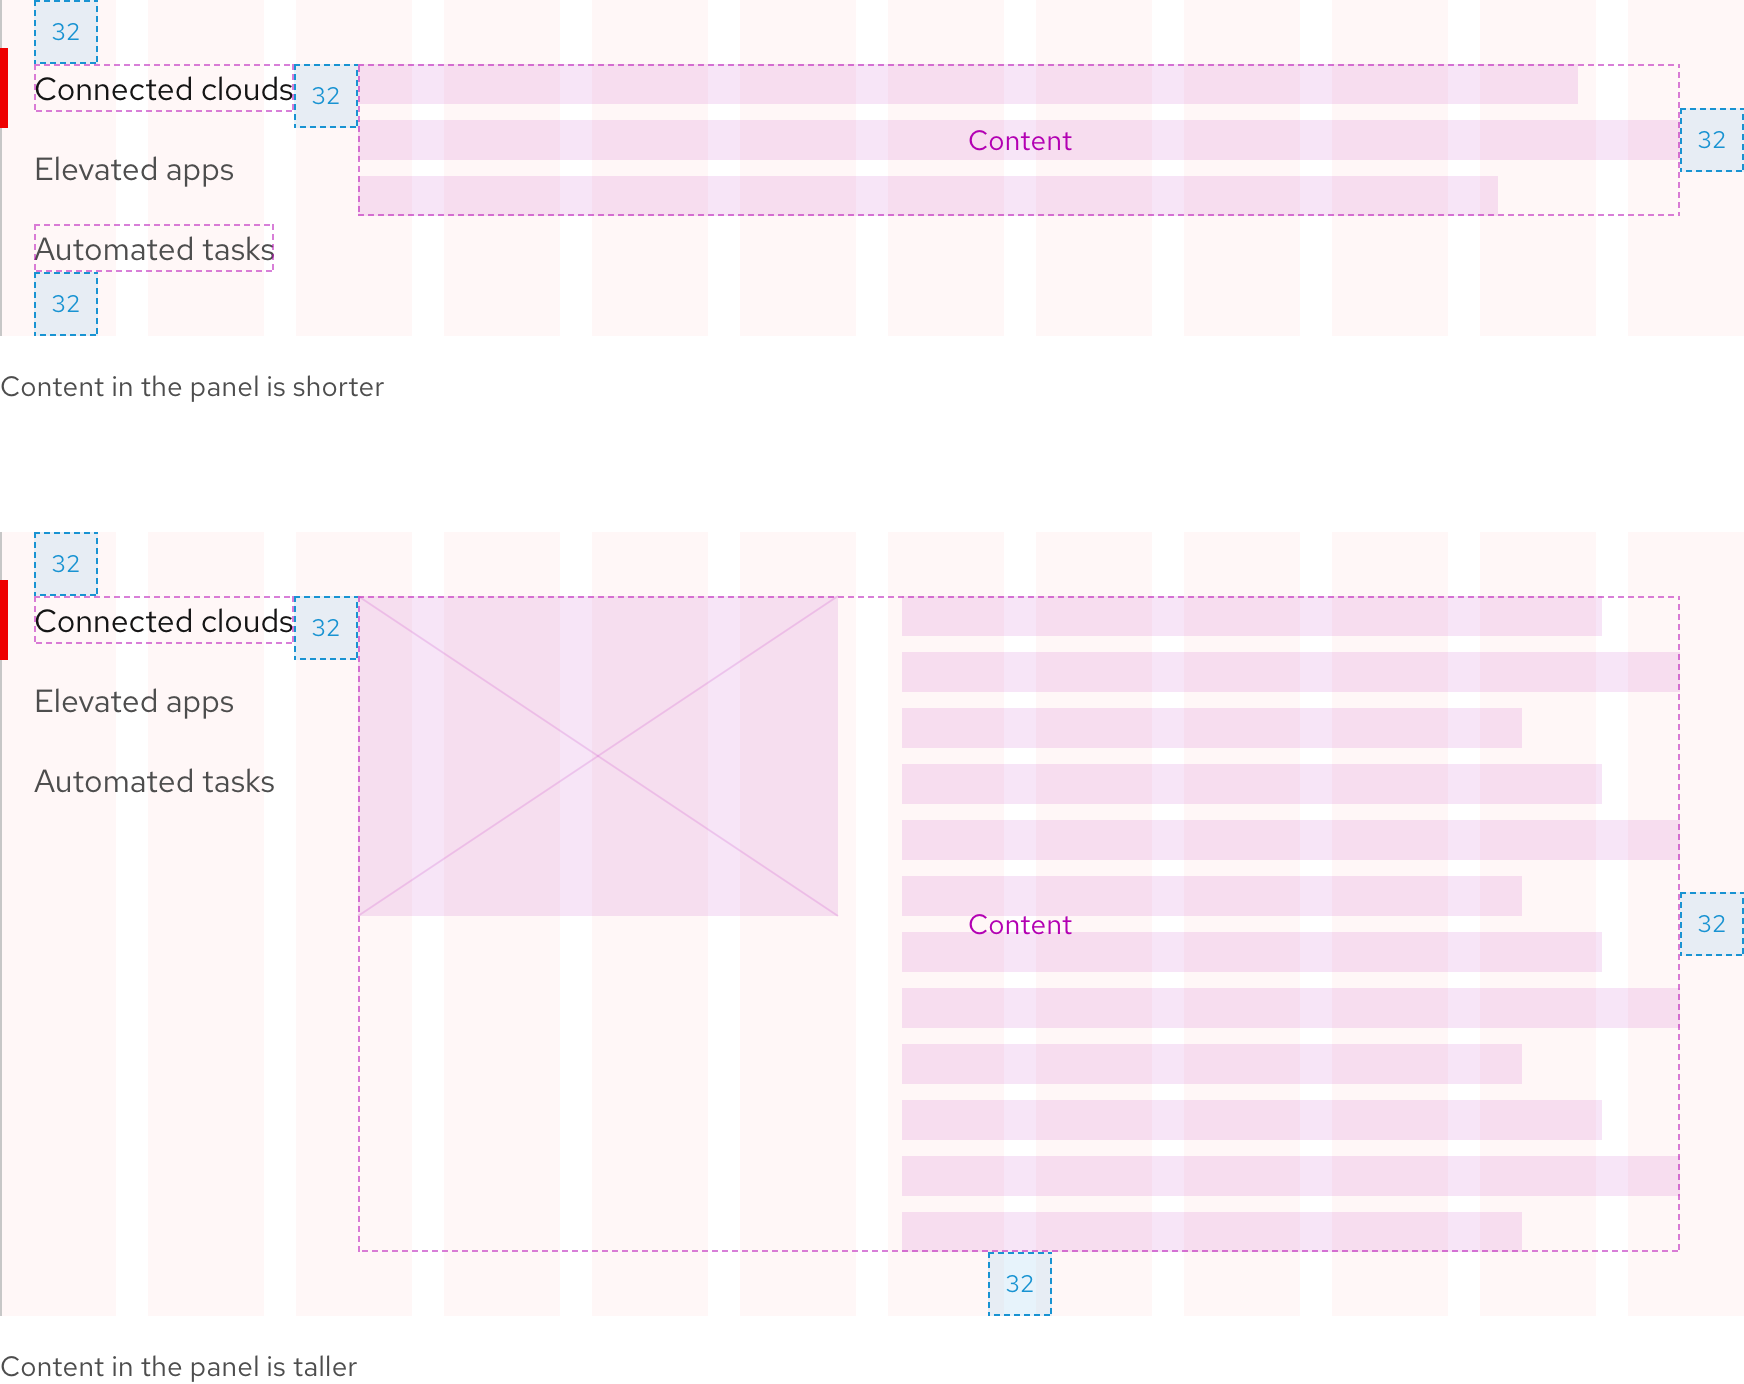 32
Connected clouds
32
Content
32
Elevated apps
Automated tasks
32
Content in the panel is shorter
32
Connected clouds
32
Elevated apps
Automated tasks
Content
32
32
Content in the panel is taller